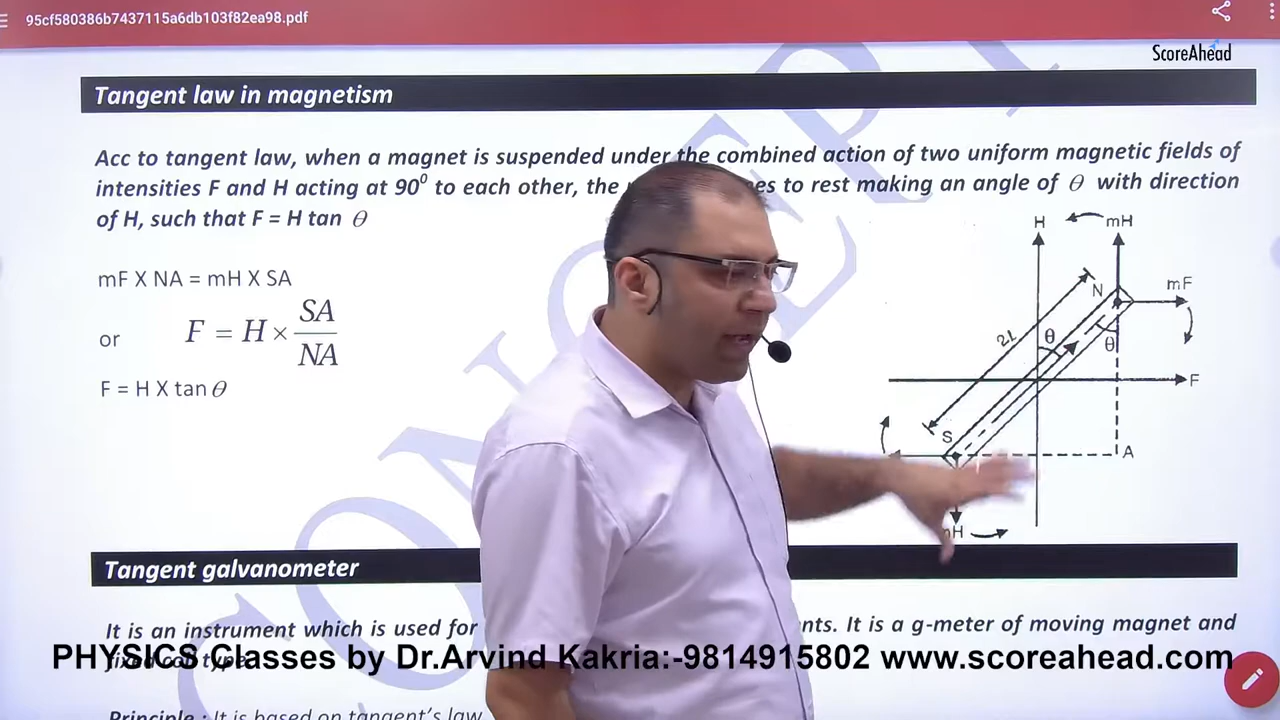 95cf580386b7437115a6db103f82ea98.pdf
ScoreAhead
Tangent law in magnetism
Acc to tangent law, when a magnet is suspended under the combined action of two uniform magnetic fields of
intensities F and H acting at 90⁰ to each other, the es to rest making an angle of θ with direction
of H, such that F = H tan θ
mF X NA = mH X SA
or F = H × SA / NA
F = H X tan θ
H mH
N mF
2L θ θ
F
S A
H
Tangent galvanometer
It is an instrument which is used for nts. It is a g-meter of moving magnet and
PHYSICS Classes by Dr.Arvind Kakria:-9814915802 www.scoreahead.com
Principle : It is based on tangent's law
CONCEPT